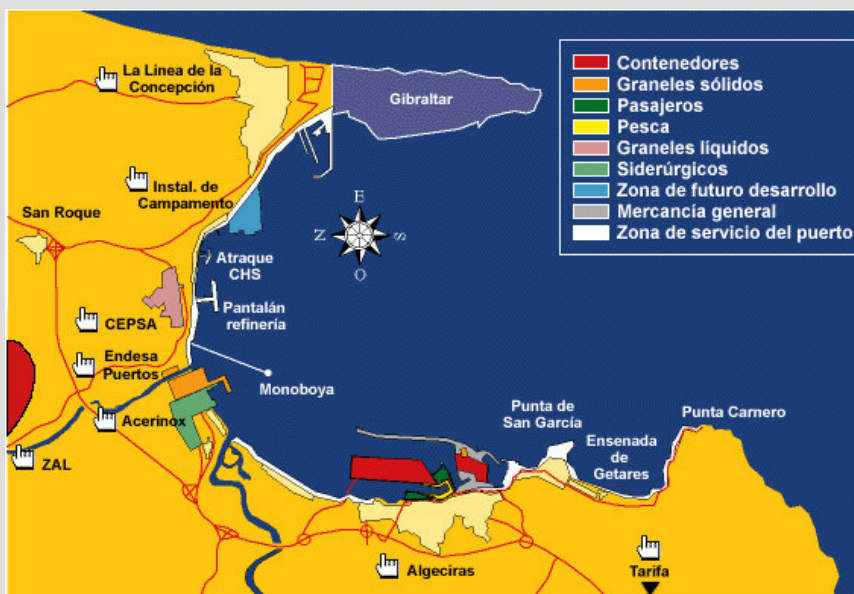 La Linea de la
Concepción
Gibraltar
Contenedores
Graneles sólidos
Pasajeros
Pesca
Graneles líquidos
Siderúrgicos
Zona de futuro desarrollo
Mercancía general
Zona de servicio del puerto
Instal. de
Campamento
San Roque
E
N
S
O
Atraque
CHS
Pantalán
refinería
CEPSA
Endesa
Puertos
Monoboya
Acerinox
ZAL
Punta de
San García
Ensenada
de
Getares
Punta Carnero
Algeciras
Tarifa